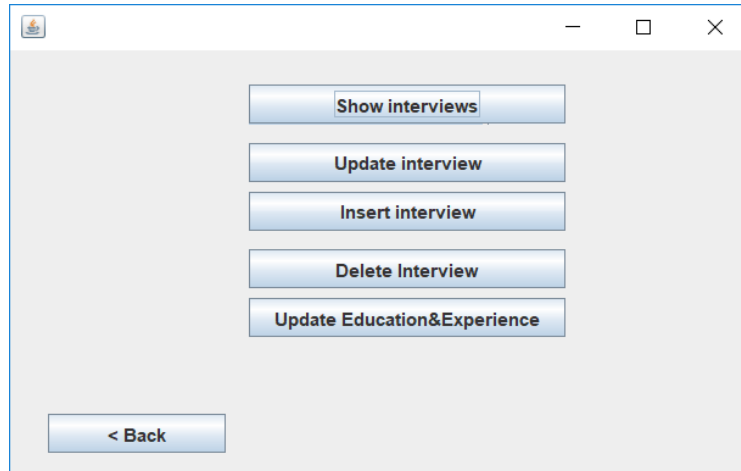 Show interviews
Update interview
Insert interview
Delete Interview
Update Education&Experience
< Back